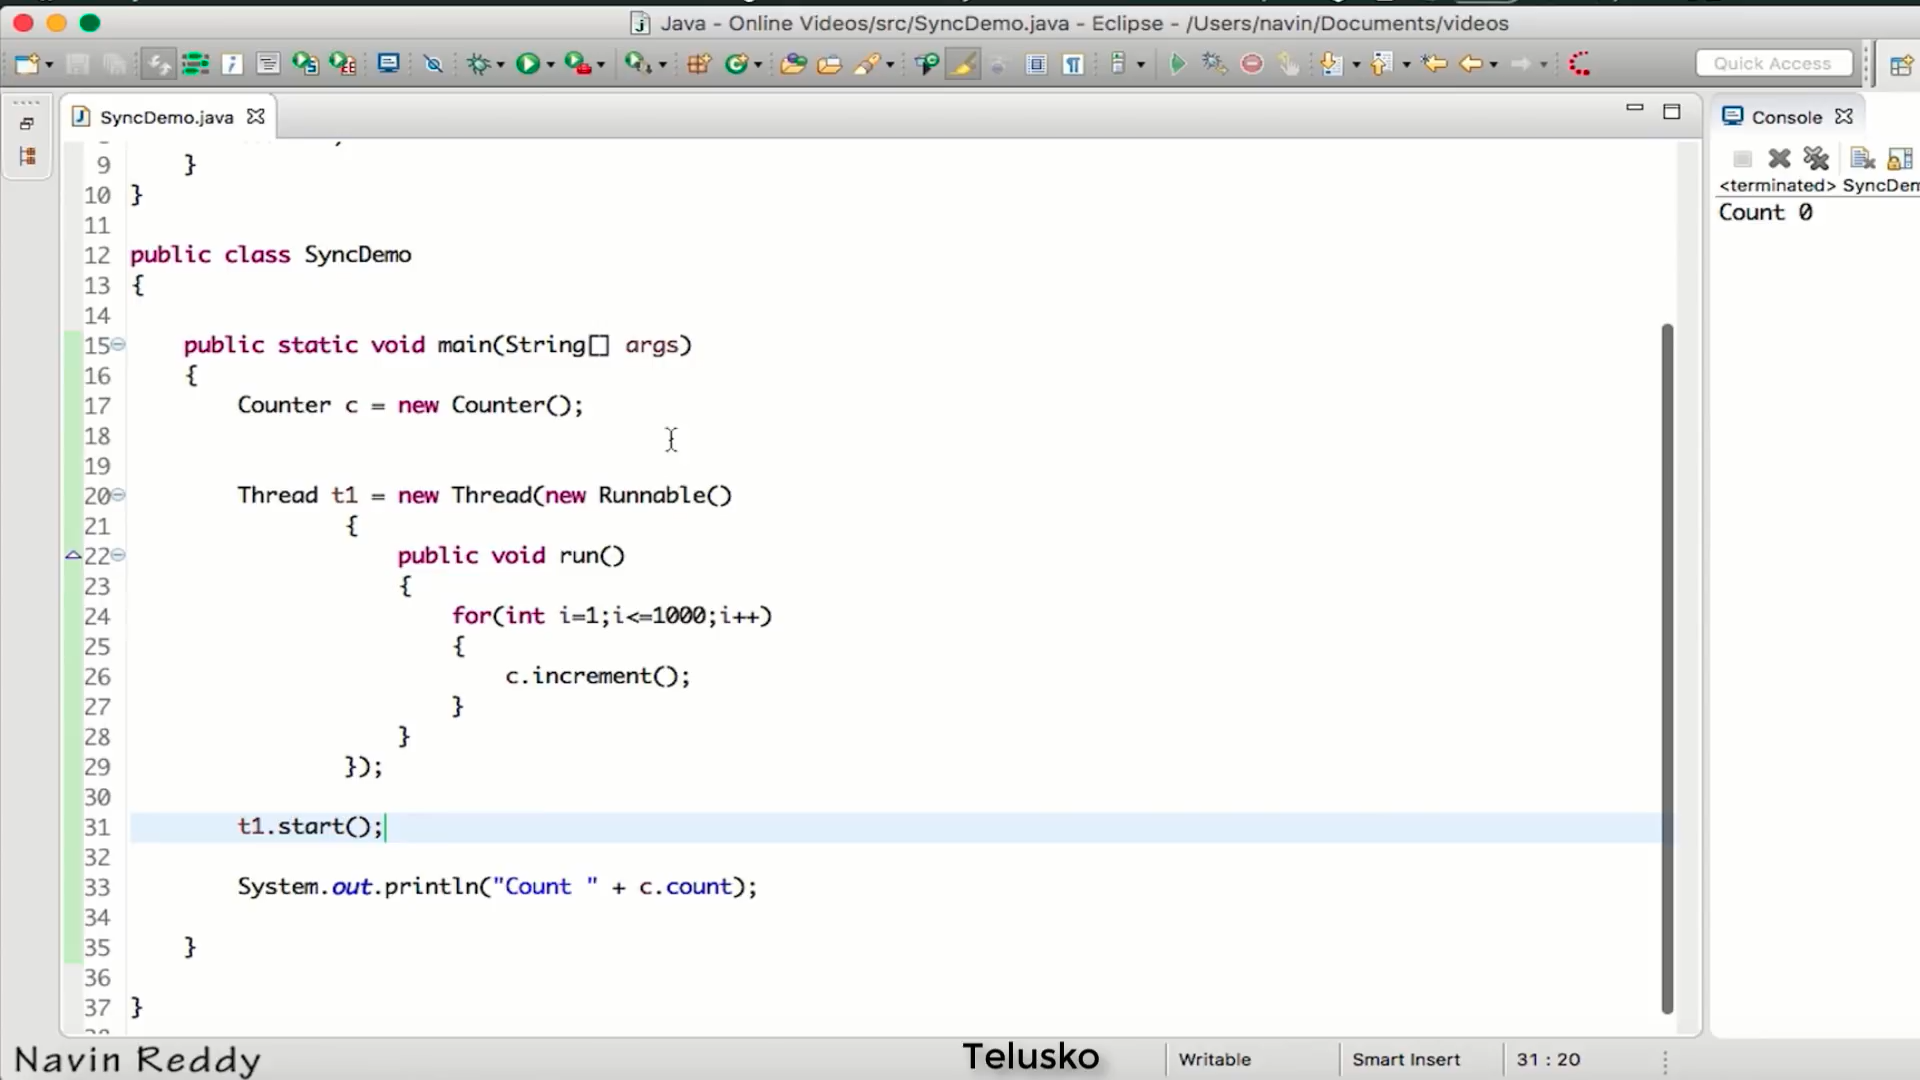 Java - Online Videos/src/SyncDemo.java - Eclipse - /Users/navin/Documents/videos
Quick Access
SyncDemo.java
Console
<terminated> SyncDem
Count 0
9 }
10 }
11
12 public class SyncDemo
13 {
14
15 public static void main(String[] args)
16 {
17 Counter c = new Counter();
18
19
20 Thread t1 = new Thread(new Runnable()
21 {
22 public void run()
23 {
24 for(int i=1;i<=1000;i++)
25 {
26 c.increment();
27 }
28 }
29 });
30
31 t1.start();
32
33 System.out.println("Count " + c.count);
34
35 }
36
37 }
Navin Reddy
Telusko
Writable
Smart Insert
31 : 20